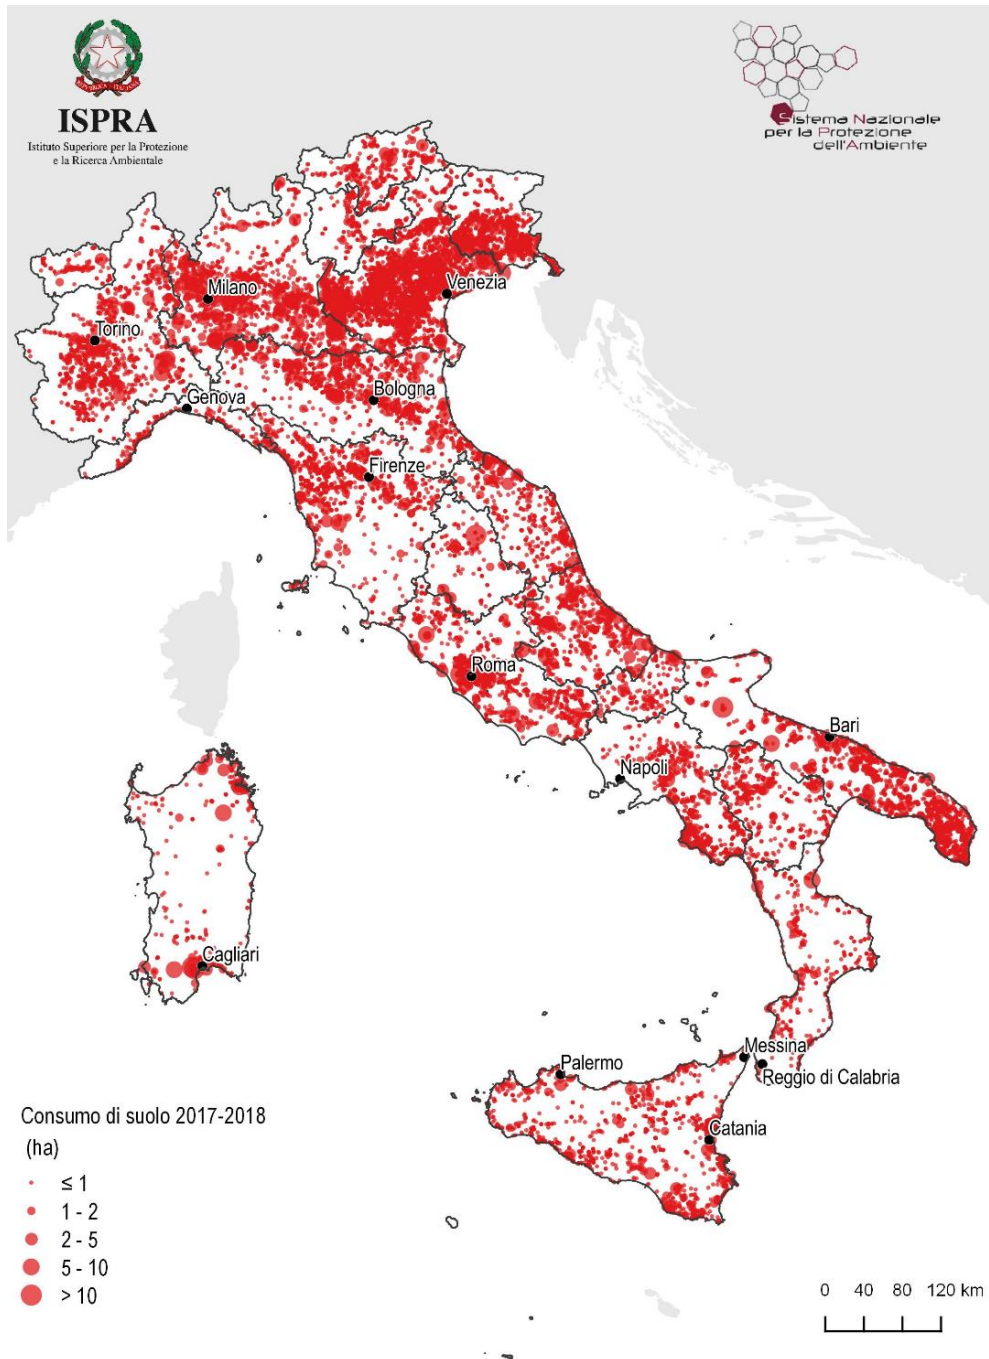 ISPRA
Istituto Superiore per la Protezione
e la Ricerca Ambientale
Sistema Nazionale
per la Protezione
dell'Ambiente
Milano
Venezia
Torino
Bologna
Genova
Firenze
Roma
Bari
Napoli
Cagliari
Messina
Palermo
Reggio di Calabria
Catania
Consumo di suolo 2017-2018
(ha)
≤ 1
1 - 2
2 - 5
5 - 10
> 10
0 40 80 120 km